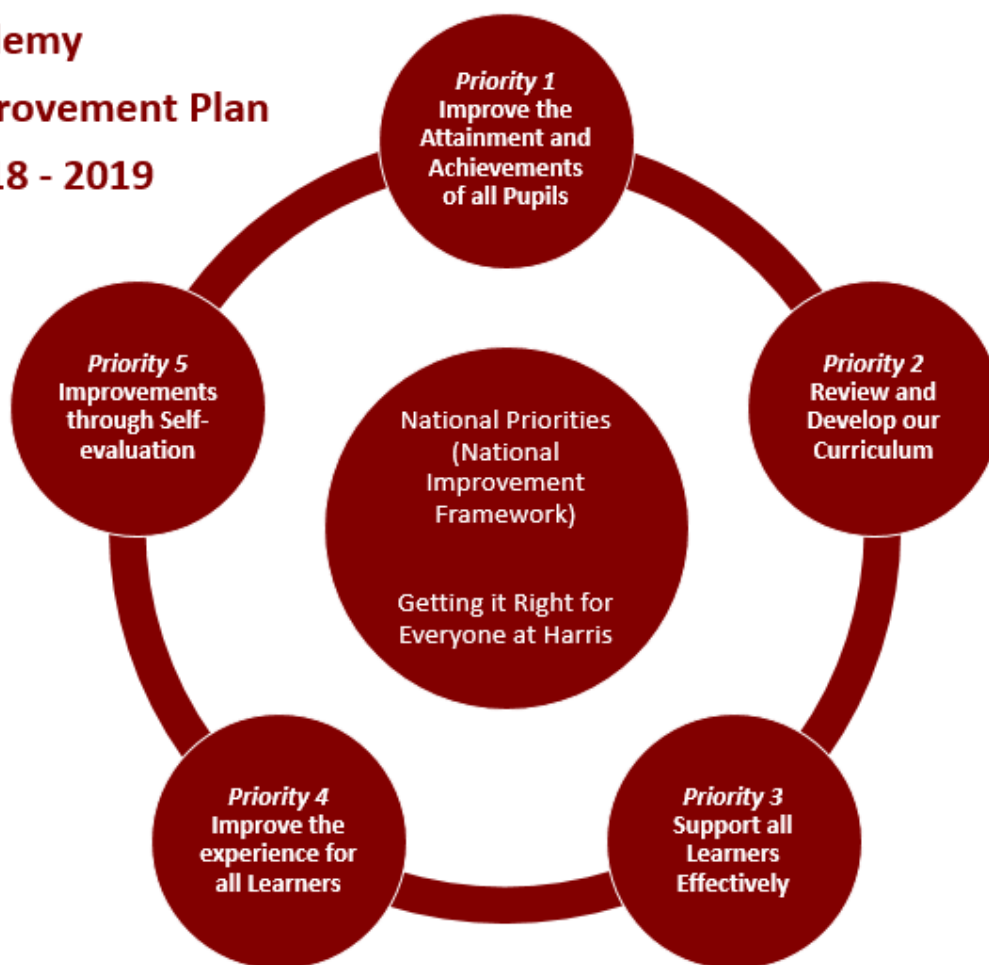 demy
rovement Plan
18 - 2019
Priority 1
Improve the
Attainment and
Achievements
of all Pupils
Priority 2
Review and
Develop our
Curriculum
Priority 3
Support all
Learners
Effectively
Priority 4
Improve the
experience for
all Learners
Priority 5
Improvements
through Self-
evaluation
National Priorities
(National
Improvement
Framework)
Getting it Right for
Everyone at Harris